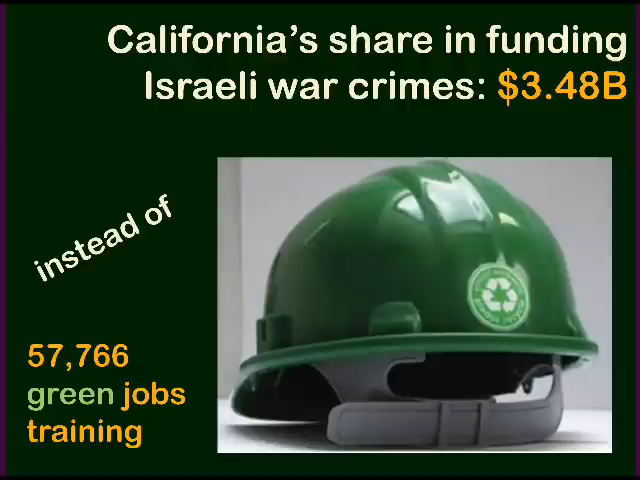 California's share in funding
Israeli war crimes: $3.48B
instead of
57,766
green jobs
training